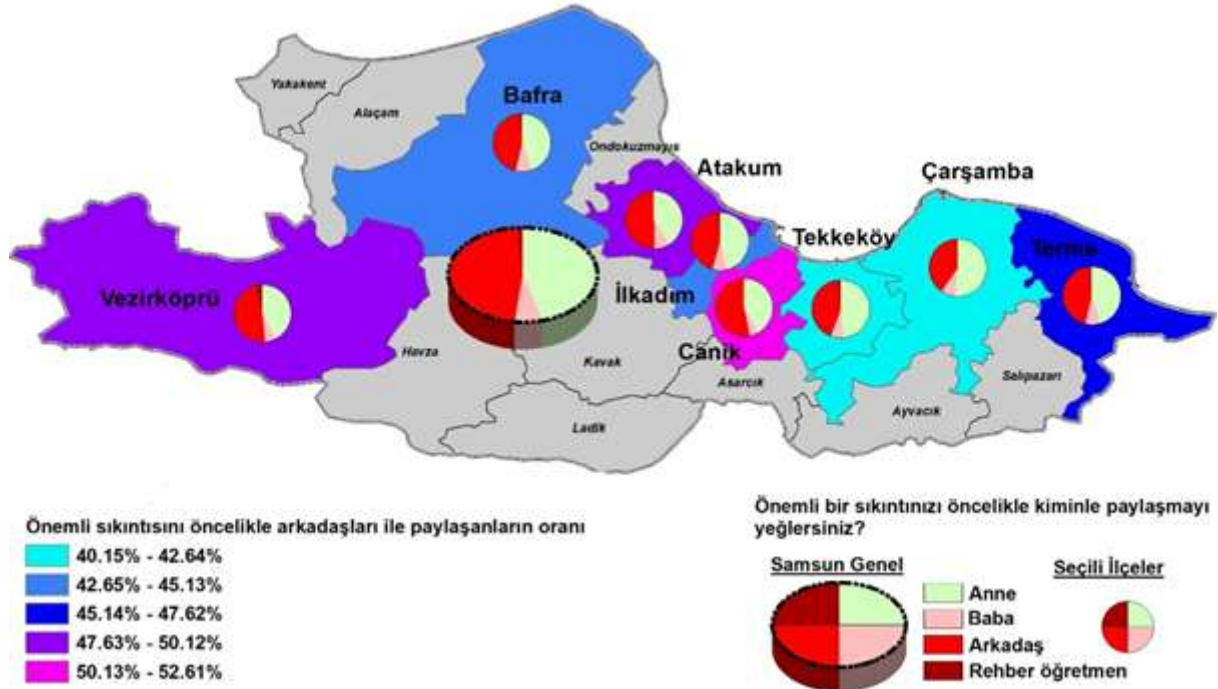 Yakakent
Alaçam
Bafra
Ondokuzmayıs
Atakum
Çarşamba
Tekkeköy
Terme
Vezirköprü
İlkadım
Havza
Kavak
Canik
Asarcık
Salıpazarı
Ayvacık
Ladik
Önemli sıkıntısını öncelikle arkadaşları ile paylaşanların oranı
40.15% - 42.64%
42.65% - 45.13%
45.14% - 47.62%
47.63% - 50.12%
50.13% - 52.61%
Önemli bir sıkıntınızı öncelikle kiminle paylaşmayı
yeğlersiniz?
Samsun Genel
Seçili İlçeler
Anne
Baba
Arkadaş
Rehber öğretmen